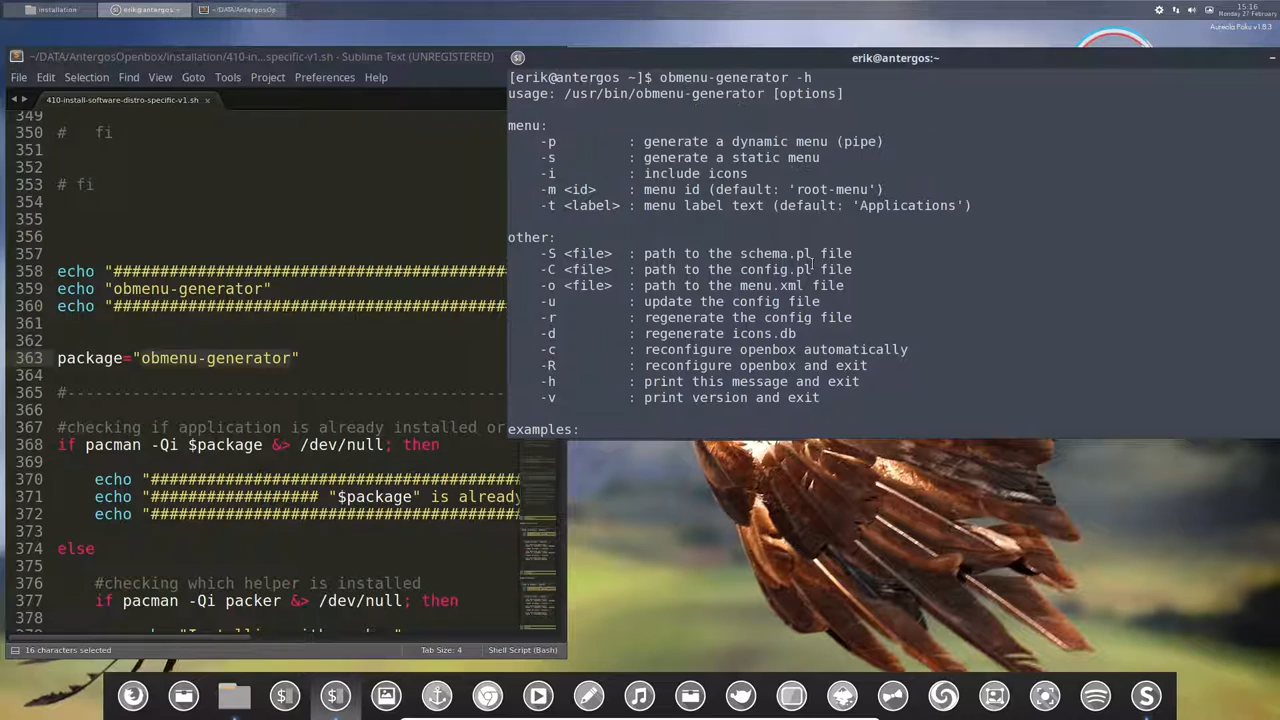 installation
erik@antergos:~
~/DATA/AntergosOp
15.16
Monday 27 February
Aureola Poku v1.8.3
~/DATA/AntergosOpenbox/installation/410-in...specific-v1.sh - Sublime Text (UNREGISTERED)
File Edit Selection Find View Goto Tools Project Preferences Help
410-install-software-distro-specific-v1.sh ×
349
350 # fi
351
352
353 # fi
354
355
356
357
358 echo "##########################################
359 echo "obmenu-generator"
360 echo "##########################################
361
362
363 package="obmenu-generator"
364
365 #-----------------------------------------------
366
367 #checking if application is already installed or
368 if pacman -Qi $package &> /dev/null; then
369
370 echo "########################################
371 echo "################## "$package" is already
372 echo "########################################
373
374 else
375
376 #checking which helper is installed
377 if pacman -Qi packer &> /dev/null; then
378
16 characters selected
Tab Size: 4
Shell Script (Bash)
erik@antergos:~
[erik@antergos ~]$ obmenu-generator -h
usage: /usr/bin/obmenu-generator [options]
menu:
-p : generate a dynamic menu (pipe)
-s : generate a static menu
-i : include icons
-m <id> : menu id (default: 'root-menu')
-t <label> : menu label text (default: 'Applications')
other:
-S <file> : path to the schema.pl file
-C <file> : path to the config.pl file
-o <file> : path to the menu.xml file
-u : update the config file
-r : regenerate the config file
-d : regenerate icons.db
-c : reconfigure openbox automatically
-R : reconfigure openbox and exit
-h : print this message and exit
-v : print version and exit
examples: